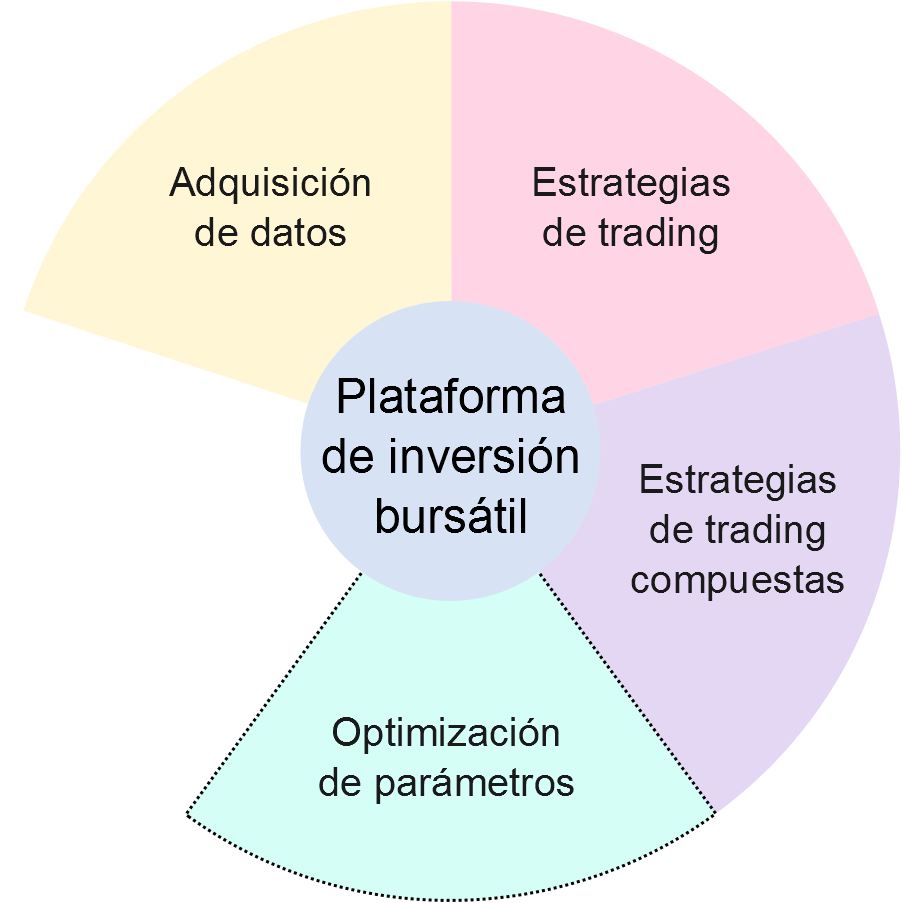 Adquisición
de datos
Estrategias
de trading
Plataforma
de inversión
bursátil
Estrategias
de trading
compuestas
Optimización
de parámetros